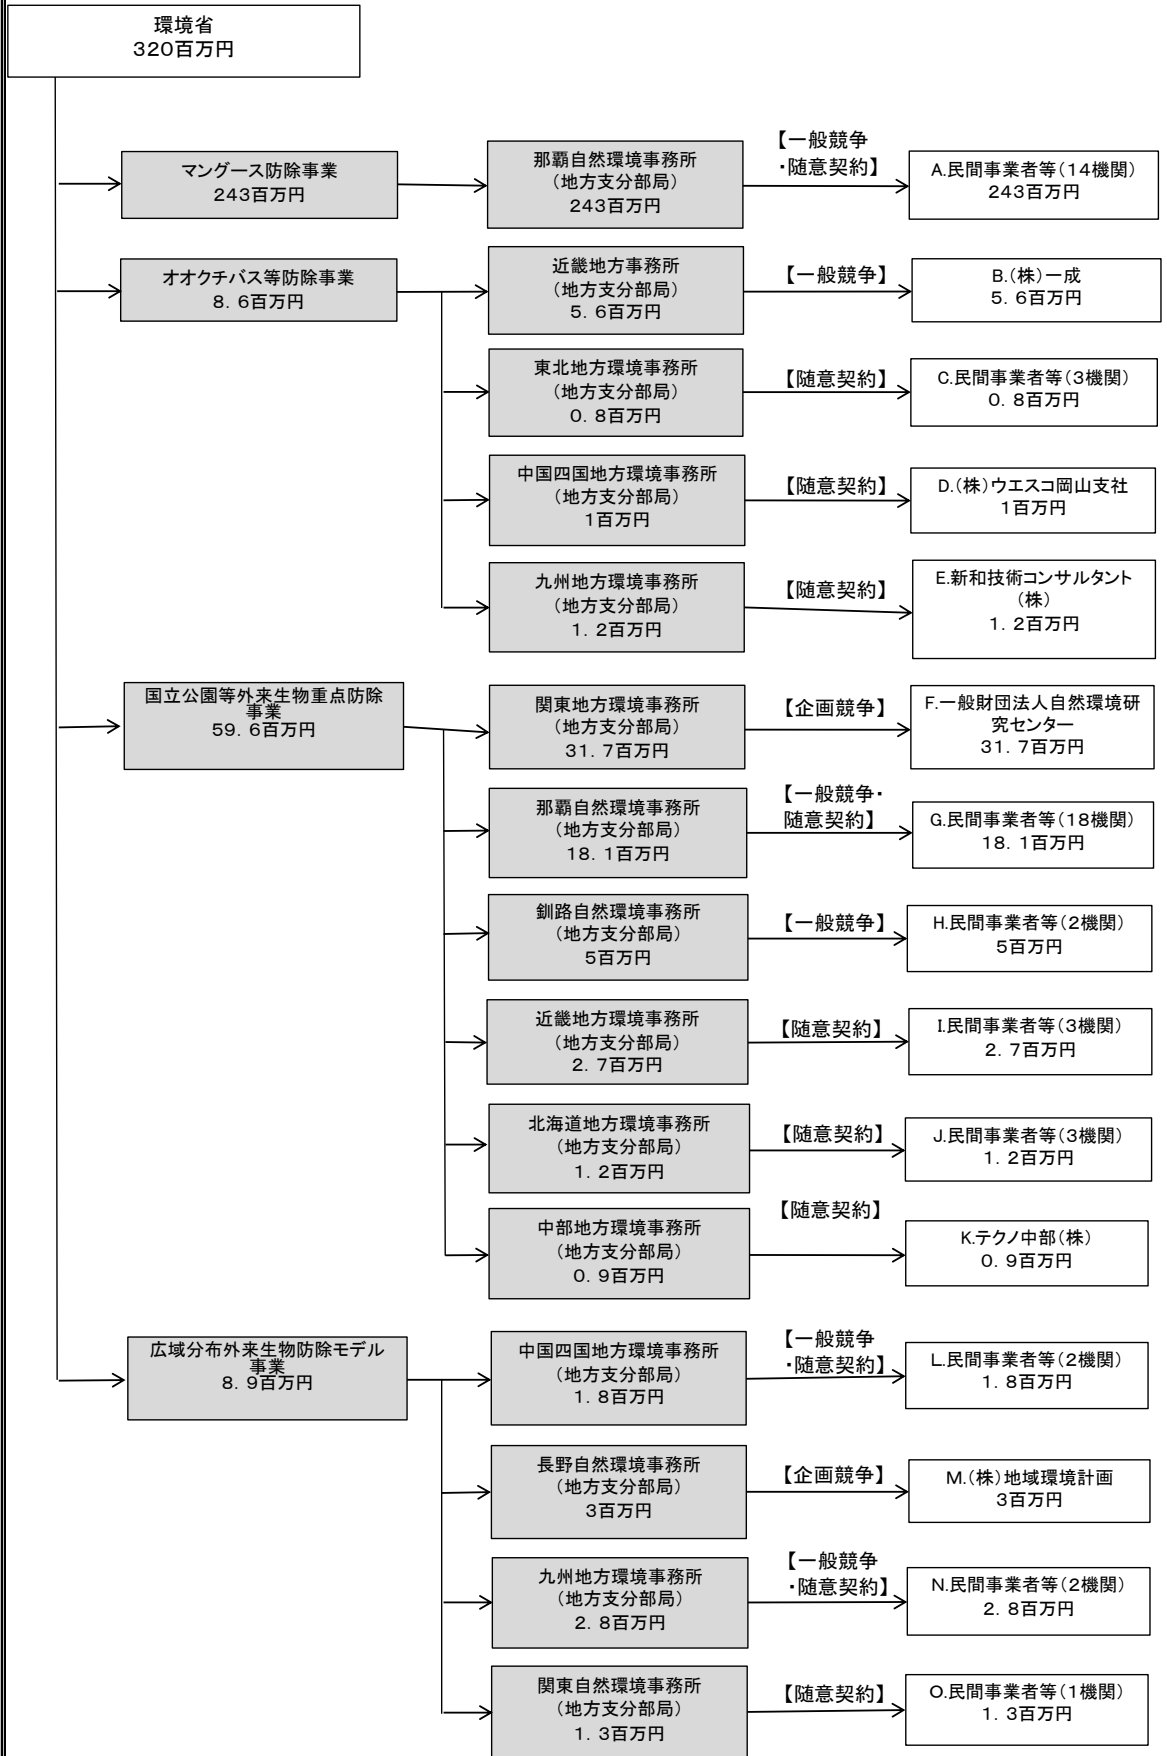 環境省
320百万円
マングース防除事業
243百万円
那覇自然環境事務所
（地方支分部局）
243百万円
【一般競争
・随意契約】
A.民間事業者等（14機関）
243百万円
オオクチバス等防除事業
8．6百万円
近畿地方事務所
（地方支分部局）
5．6百万円
【一般競争】
B.（株）一成
5．6百万円
東北地方環境事務所
（地方支分部局）
0．8百万円
【随意契約】
C.民間事業者等（3機関）
0．8百万円
中国四国地方環境事務所
（地方支分部局）
1百万円
【随意契約】
D.（株）ウエスコ岡山支社
1百万円
九州地方環境事務所
（地方支分部局）
1．2百万円
【随意契約】
E.新和技術コンサルタント
（株）
1．2百万円
国立公園等外来生物重点防除
事業
59．6百万円
関東地方環境事務所
（地方支分部局）
31．7百万円
【企画競争】
F.一般財団法人自然環境研
究センター
31．7百万円
那覇自然環境事務所
（地方支分部局）
18．1百万円
【一般競争・
随意契約】
G.民間事業者等（18機関）
18．1百万円
釧路自然環境事務所
（地方支分部局）
5百万円
【一般競争】
H.民間事業者等（2機関）
5百万円
近畿地方環境事務所
（地方支分部局）
2．7百万円
【随意契約】
I.民間事業者等（3機関）
2．7百万円
北海道地方環境事務所
（地方支分部局）
1．2百万円
【随意契約】
J.民間事業者等（3機関）
1．2百万円
中部地方環境事務所
（地方支分部局）
0．9百万円
【随意契約】
K.テクノ中部（株）
0．9百万円
広域分布外来生物防除モデル
事業
8．9百万円
中国四国地方環境事務所
（地方支分部局）
1．8百万円
【一般競争
・随意契約】
L.民間事業者等（2機関）
1．8百万円
長野自然環境事務所
（地方支分部局）
3百万円
【企画競争】
M.（株）地域環境計画
3百万円
九州地方環境事務所
（地方支分部局）
2．8百万円
【一般競争
・随意契約】
N.民間事業者等（2機関）
2．8百万円
関東自然環境事務所
（地方支分部局）
1．3百万円
【随意契約】
O.民間事業者等（1機関）
1．3百万円